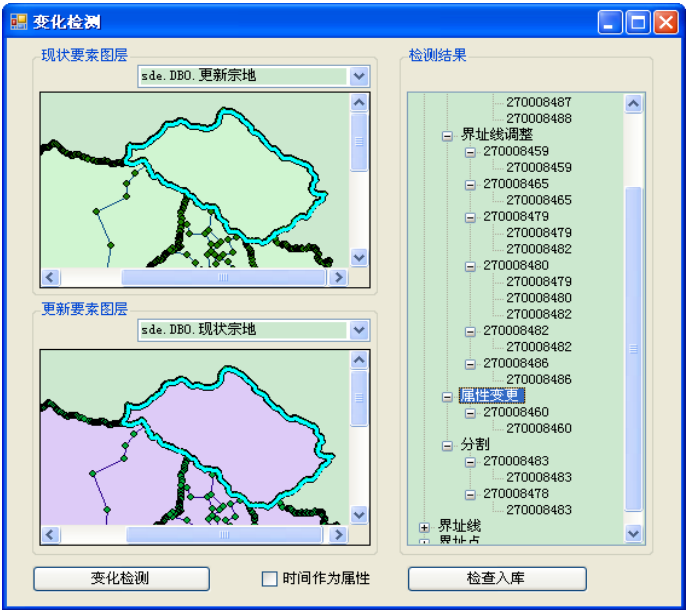 变化检测
现状要素图层
sde.DBO.更新宗地
更新要素图层
sde.DBO.现状宗地
检测结果
270008487
270008488
界址线调整
270008459
270008459
270008465
270008465
270008479
270008479
270008482
270008480
270008479
270008480
270008482
270008482
270008482
270008486
270008486
属性变更
270008460
270008460
分割
270008483
270008483
270008478
270008483
界址线
界址点
变化检测
时间作为属性
检查入库